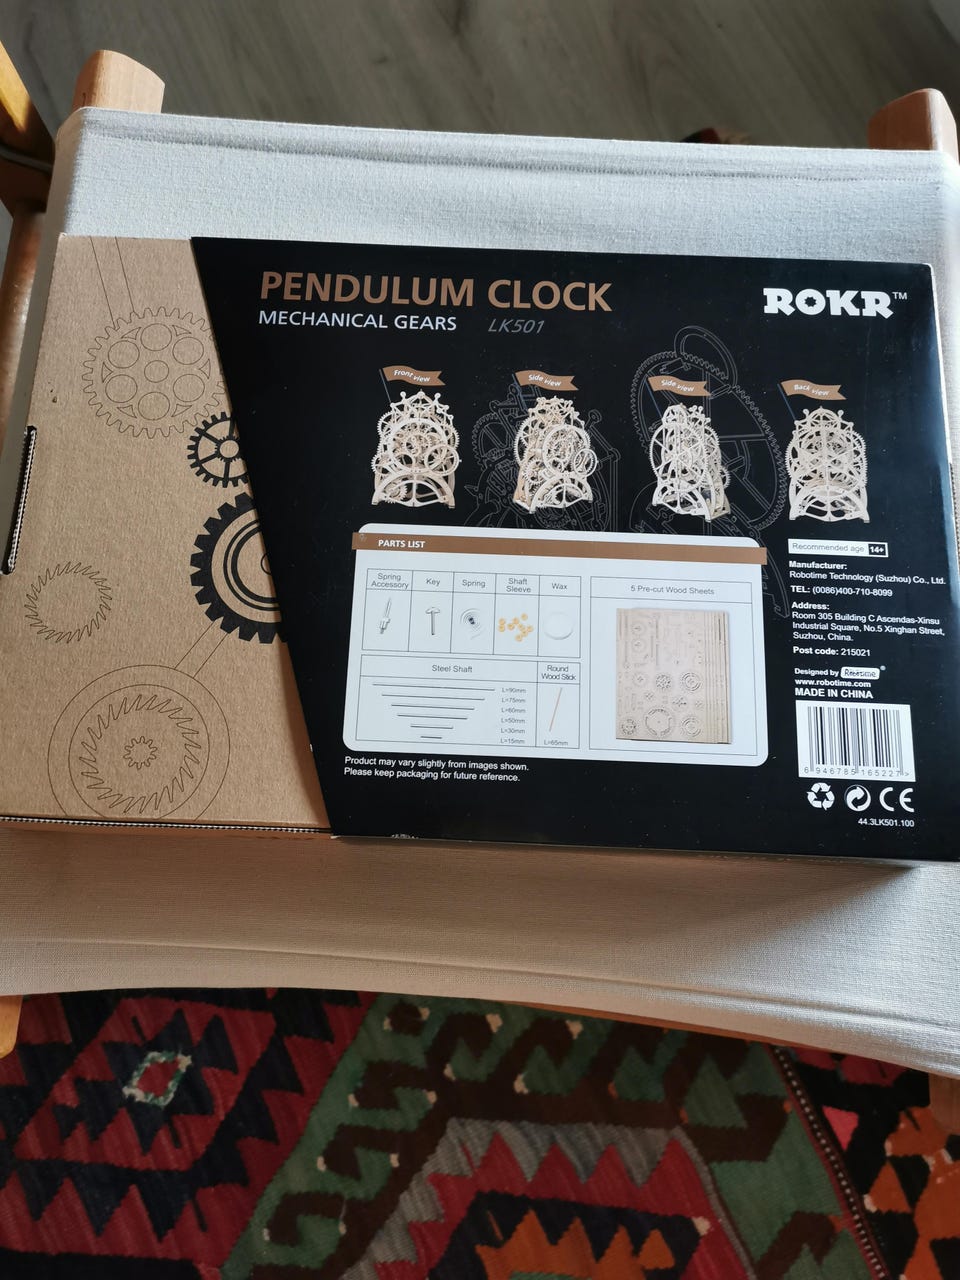 PENDULUM CLOCK
MECHANICAL GEARS LK501
ROKR™
Front view
Side view
Side view
Back view
PARTS LIST
Spring Accessory
Key
Spring
Shaft Sleeve
Wax
5 Pre-cut Wood Sheets
Steel Shaft
Round Wood Stick
L=90mm
L=75mm
L=60mm
L=50mm
L=30mm
L=15mm
L=65mm
Product may vary slightly from images shown.
Please keep packaging for future reference.
Recommended age 14+
Manufacturer:
Robotime Technology (Suzhou) Co., Ltd.
TEL: (0086)400-710-8099
Address:
Room 305 Building C Ascendas-Xinsu
Industrial Square, No.5 Xinghan Street,
Suzhou, China.
Post code: 215021
Designed by Robotime®
www.robotime.com
MADE IN CHINA
6 946785 165227 >
CE
44.3LK501.100